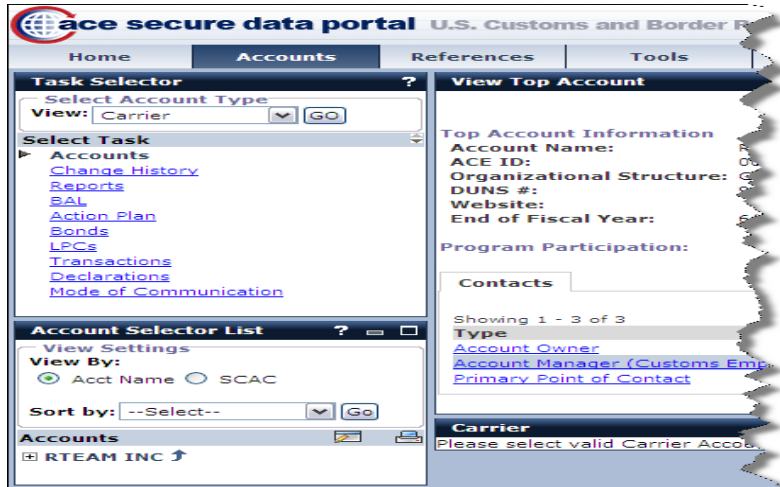 ace secure data portal U.S. Customs and Border
Home Accounts References Tools
Task Selector ?
Select Account Type
View: Carrier GO
Select Task
Accounts
Change History
Reports
BAL
Action Plan
Bonds
LPCs
Transactions
Declarations
Mode of Communication
Account Selector List ?
View Settings
View By:
Acct Name SCAC
Sort by: --Select-- Go
Accounts
RTEAM INC
View Top Account
Top Account Information
Account Name:
ACE ID:
Organizational Structure:
DUNS #:
Website:
End of Fiscal Year:
Program Participation:
Contacts
Showing 1 - 3 of 3
Type
Account Owner
Account Manager (Customs Emp
Primary Point of Contact
Carrier
Please select valid Carrier